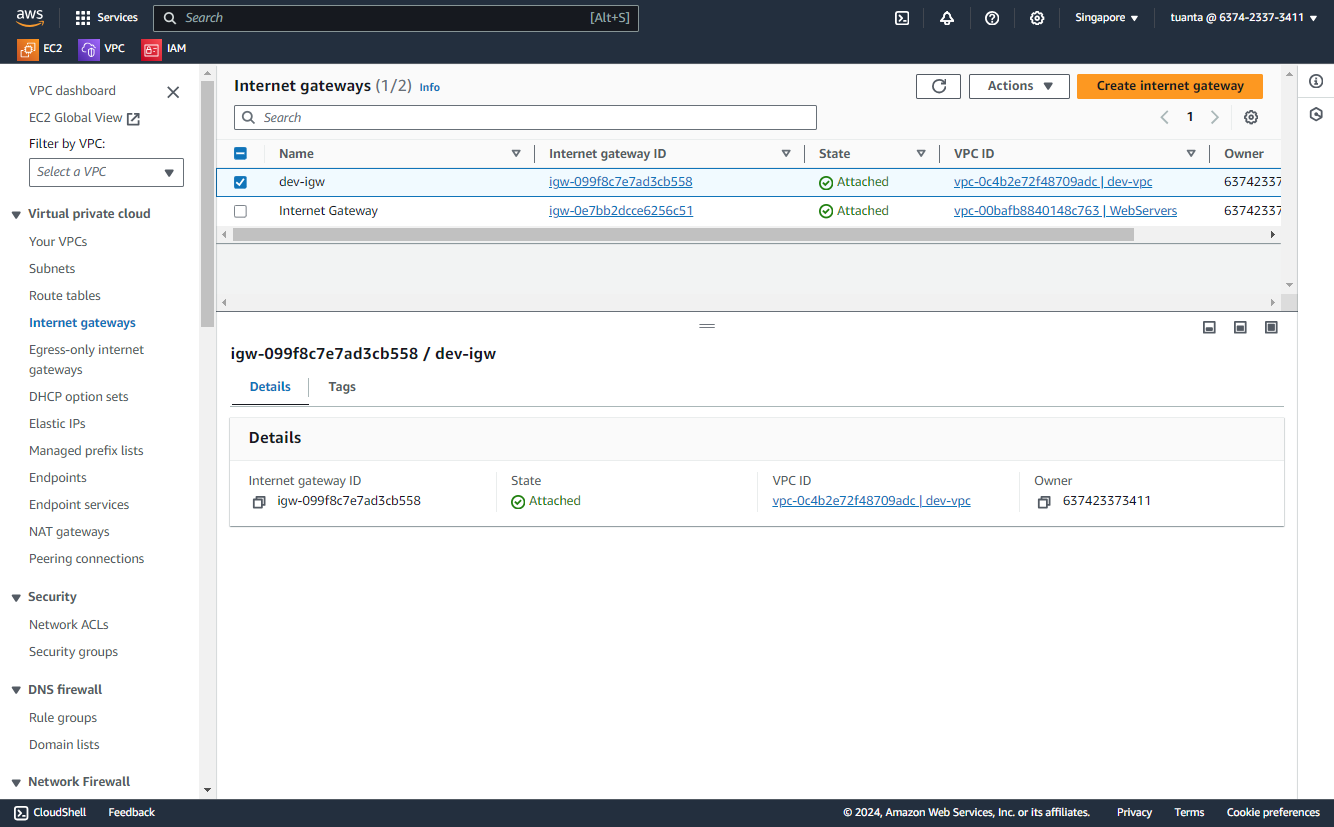 aws
Services
Search
[Alt+S]
Singapore
tuanta @ 6374-2337-3411
EC2
VPC
IAM
VPC dashboard
EC2 Global View
Filter by VPC:
Select a VPC
Virtual private cloud
Your VPCs
Subnets
Route tables
Internet gateways
Egress-only internet
gateways
DHCP option sets
Elastic IPs
Managed prefix lists
Endpoints
Endpoint services
NAT gateways
Peering connections
Security
Network ACLs
Security groups
DNS firewall
Rule groups
Domain lists
Network Firewall
Internet gateways (1/2) Info
Actions
Create internet gateway
Search
1
Name Internet gateway ID State VPC ID Owner
dev-igw igw-099f8c7e7ad3cb558 Attached vpc-0c4b2e72f48709adc | dev-vpc 63742337
Internet Gateway igw-0e7bb2dcce6256c51 Attached vpc-00bafb8840148c763 | WebServers 63742337
igw-099f8c7e7ad3cb558 / dev-igw
Details Tags
Details
Internet gateway ID State VPC ID Owner
igw-099f8c7e7ad3cb558 Attached vpc-0c4b2e72f48709adc | dev-vpc 637423373411
CloudShell Feedback © 2024, Amazon Web Services, Inc. or its affiliates. Privacy Terms Cookie preferences